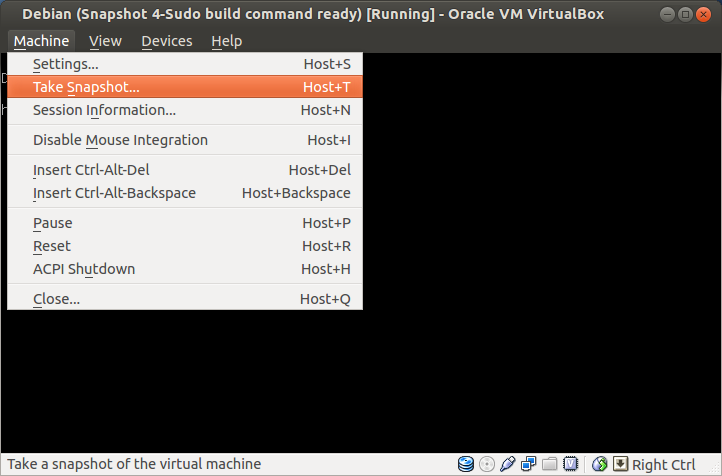 Debian (Snapshot 4-Sudo build command ready) [Running] - Oracle VM VirtualBox
Machine View Devices Help
Settings... Host+S
Take Snapshot... Host+T
Session Information... Host+N
Disable Mouse Integration Host+I
Insert Ctrl-Alt-Del Host+Del
Insert Ctrl-Alt-Backspace Host+Backspace
Pause Host+P
Reset Host+R
ACPI Shutdown Host+H
Close... Host+Q
Take a snapshot of the virtual machine Right Ctrl